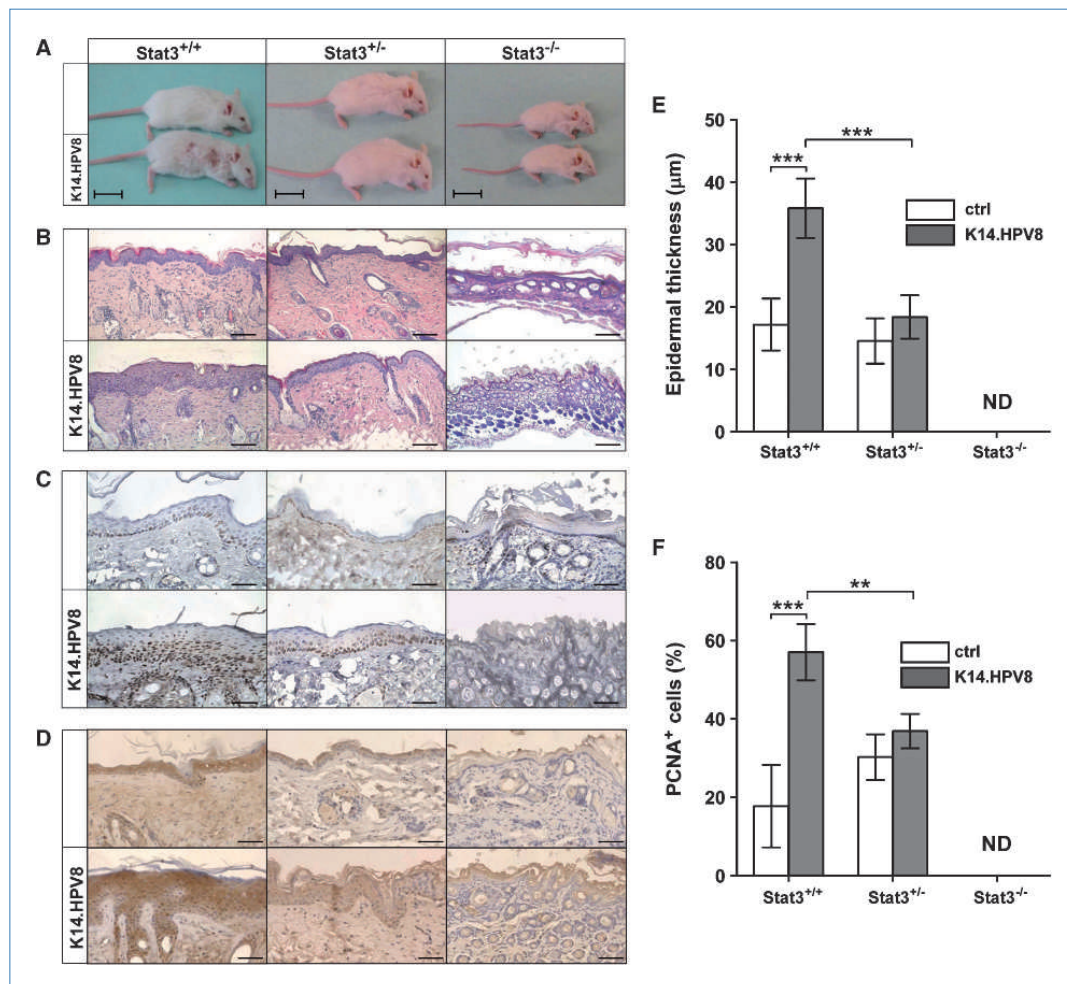 A
Stat3+/+
Stat3+/-
Stat3-/-
K14.HPV8
B
K14.HPV8
C
K14.HPV8
D
K14.HPV8
E
Epidermal thickness (μm)
50
40
30
20
10
0
***
***
ctrl
K14.HPV8
ND
Stat3+/+
Stat3+/-
Stat3-/-
F
PCNA+ cells (%)
80
60
40
20
0
***
**
ctrl
K14.HPV8
ND
Stat3+/+
Stat3+/-
Stat3-/-